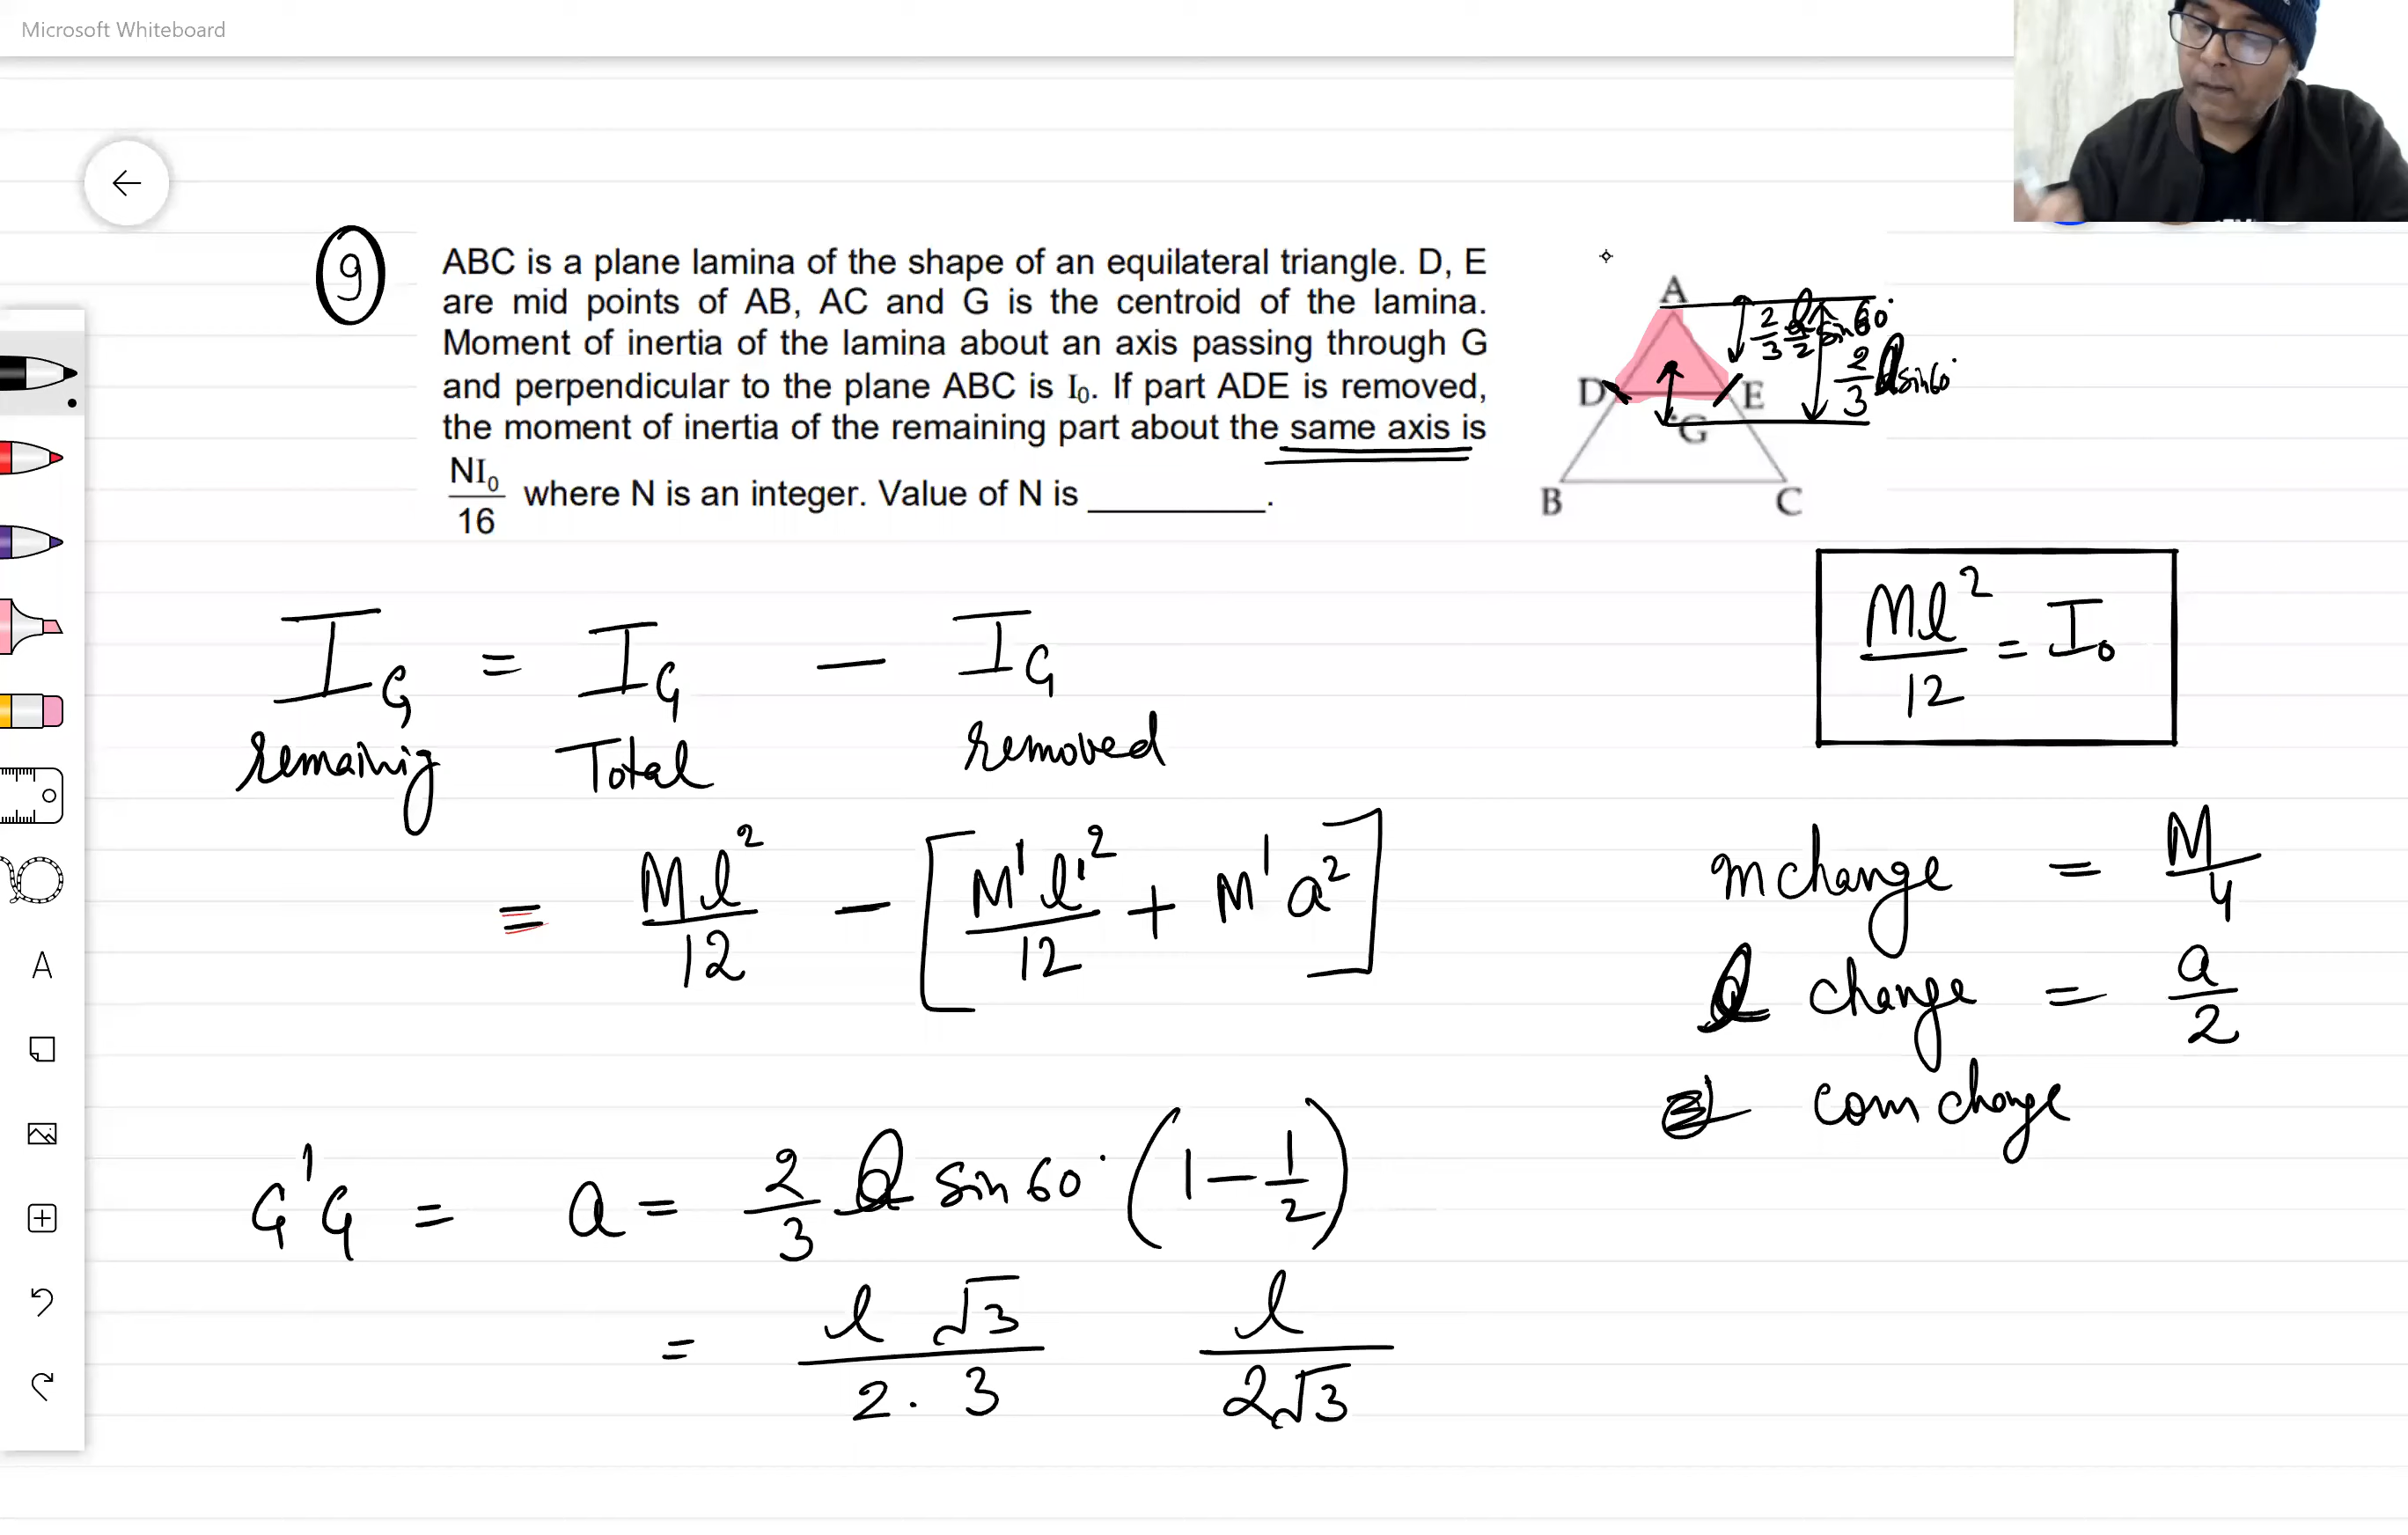 Microsoft Whiteboard
9
ABC is a plane lamina of the shape of an equilateral triangle. D, E
are mid points of AB, AC and G is the centroid of the lamina.
Moment of inertia of the lamina about an axis passing through G
and perpendicular to the plane ABC is I₀. If part ADE is removed,
the moment of inertia of the remaining part about the same axis is
NI₀/16 where N is an integer. Value of N is ________.
A
2/3 l/2 sin60°
2/3 l sin60°
D E
G
B C
Ml²/12 = I₀
I_G = I_G − I_G
remainig Total removed
= Ml²/12 − [M'l'²/12 + M'a²]
m change = M/4
l change = a/2
com change
G'G = a = 2/3 l sin60° (1 − 1/2)
= l √3 / 2 . 3 l / 2√3
A